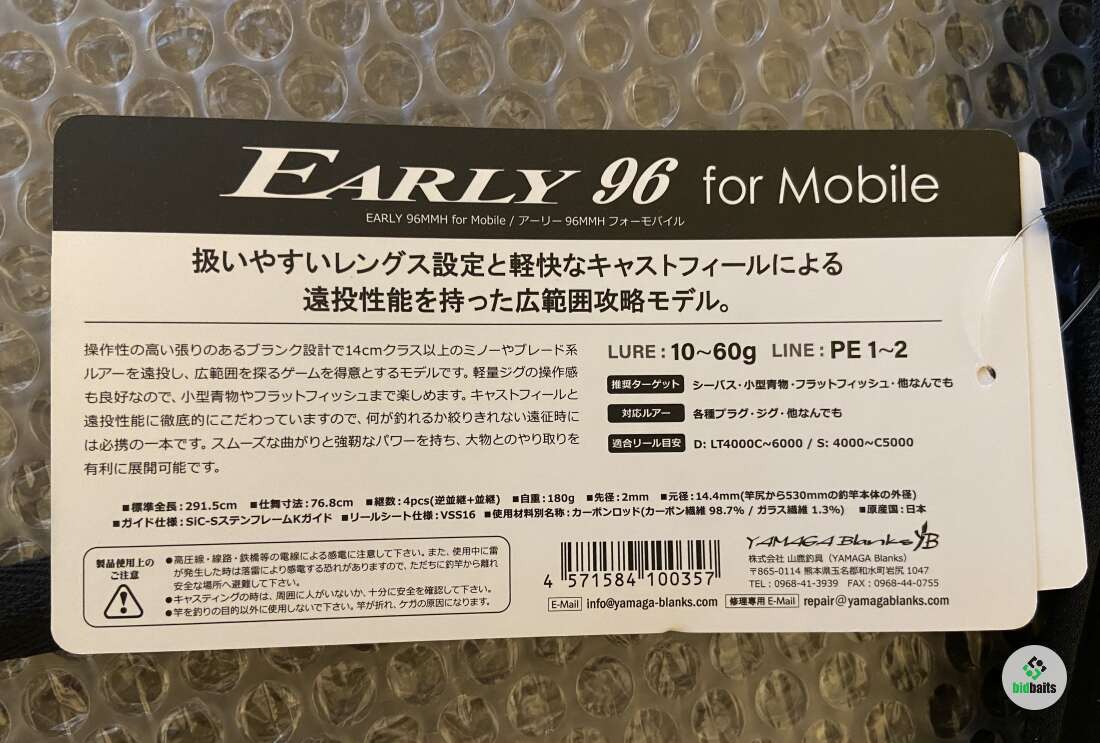 EARLY 96 for Mobile
EARLY 96MMH for Mobile / アーリー 96MMH フォーモバイル
扱いやすいレングス設定と軽快なキャストフィールによる
遠投性能を持った広範囲攻略モデル。
操作性の高い張りのあるブランク設計で14cmクラス以上のミノーやブレード系
ルアーを遠投し、広範囲を探るゲームを得意とするモデルです。軽量ジグの操作感
も良好なので、小型青物やフラットフィッシュまで楽しめます。キャストフィールと
遠投性能に徹底的にこだわっていますので、何が釣れるか絞りきれない遠征時に
は必携の一本です。スムーズな曲がりと強靭なパワーを持ち、大物とのやり取りを
有利に展開可能です。
LURE : 10~60g LINE : PE 1~2
推奨ターゲット シーバス・小型青物・フラットフィッシュ・他なんでも
対応ルアー 各種プラグ・ジグ・他なんでも
適合リール目安 D: LT4000C~6000 / S: 4000~C5000
■標準全長:291.5cm ■仕舞寸法:76.8cm ■継数:4pcs(逆並継+並継) ■自重:180g ■先径:2mm ■元径:14.4mm(竿尻から530mmの釣竿本体の外径)
■ガイド仕様:SiC-SステンフレームKガイド ■リールシート仕様:VSS16 ■使用材料別名称:カーボンロッド(カーボン繊維 98.7% / ガラス繊維 1.3%) ■原産国:日本
製品使用上の
ご注意
●高圧線・線路・鉄橋等の電線による感電に注意して下さい。また、使用中に雷
が発生した時は落雷により感電する恐れがありますので、ただちに釣竿から離れ
安全な場所へ避難して下さい。
●キャスティングの時は、周囲に人がいないか、十分に安全を確認して下さい。
●竿を釣りの目的以外に使用しないで下さい。竿が折れ、ケガの原因になります。
4 571584 100357
YAMAGA Blanks YB
株式会社 山鹿釣具（YAMAGA Blanks）
〒865-0114 熊本県玉名郡和水町岩尻 1047
TEL : 0968-41-3939 FAX : 0968-44-0755
E-Mail info@yamaga-blanks.com 修理専用 E-Mail repair@yamagablanks.com
bidbaits